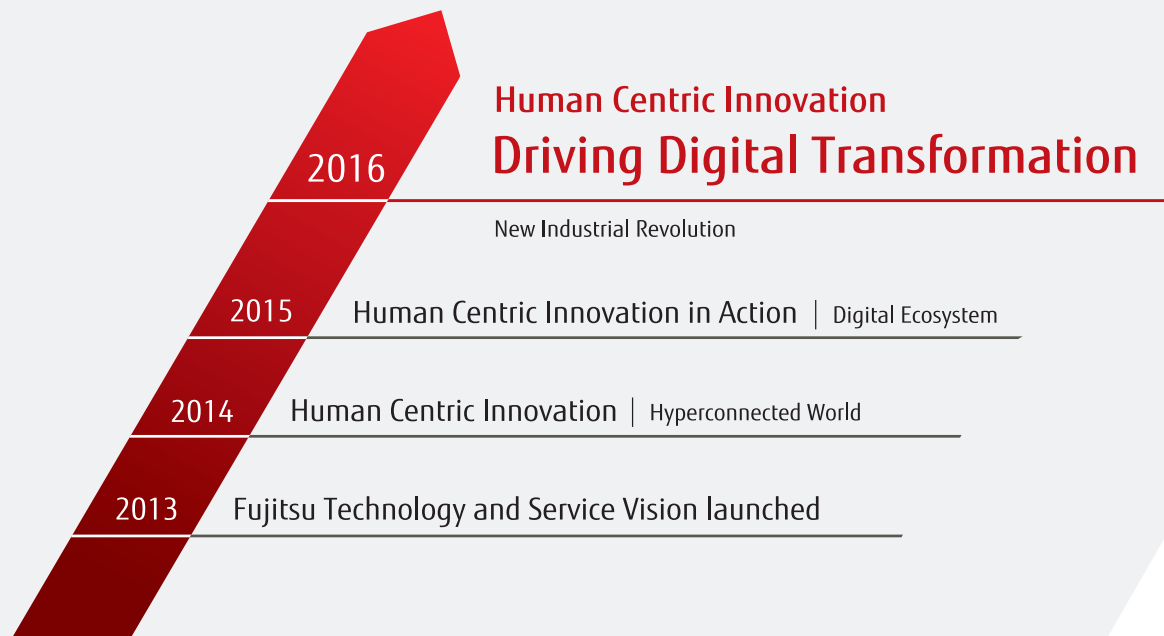 Human Centric Innovation
2016 Driving Digital Transformation
New Industrial Revolution
2015 Human Centric Innovation in Action | Digital Ecosystem
2014 Human Centric Innovation | Hyperconnected World
2013 Fujitsu Technology and Service Vision launched